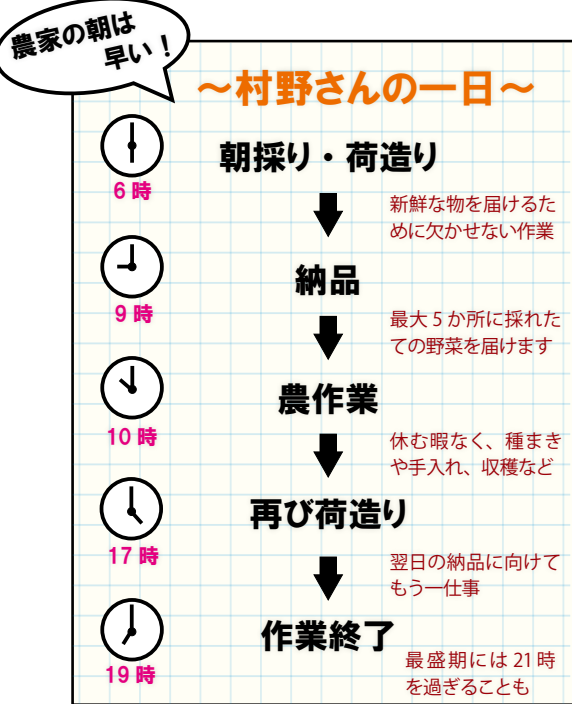 農家の朝は
早い！
～村野さんの一日～
6時
朝採り・荷造り
新鮮な物を届けるた
めに欠かせない作業
9時
納品
最大５か所に採れた
ての野菜を届けます
10時
農作業
休む暇なく、種まき
や手入れ、収穫など
17時
再び荷造り
翌日の納品に向けて
もう一仕事
19時
作業終了
最盛期には21時
を過ぎることも